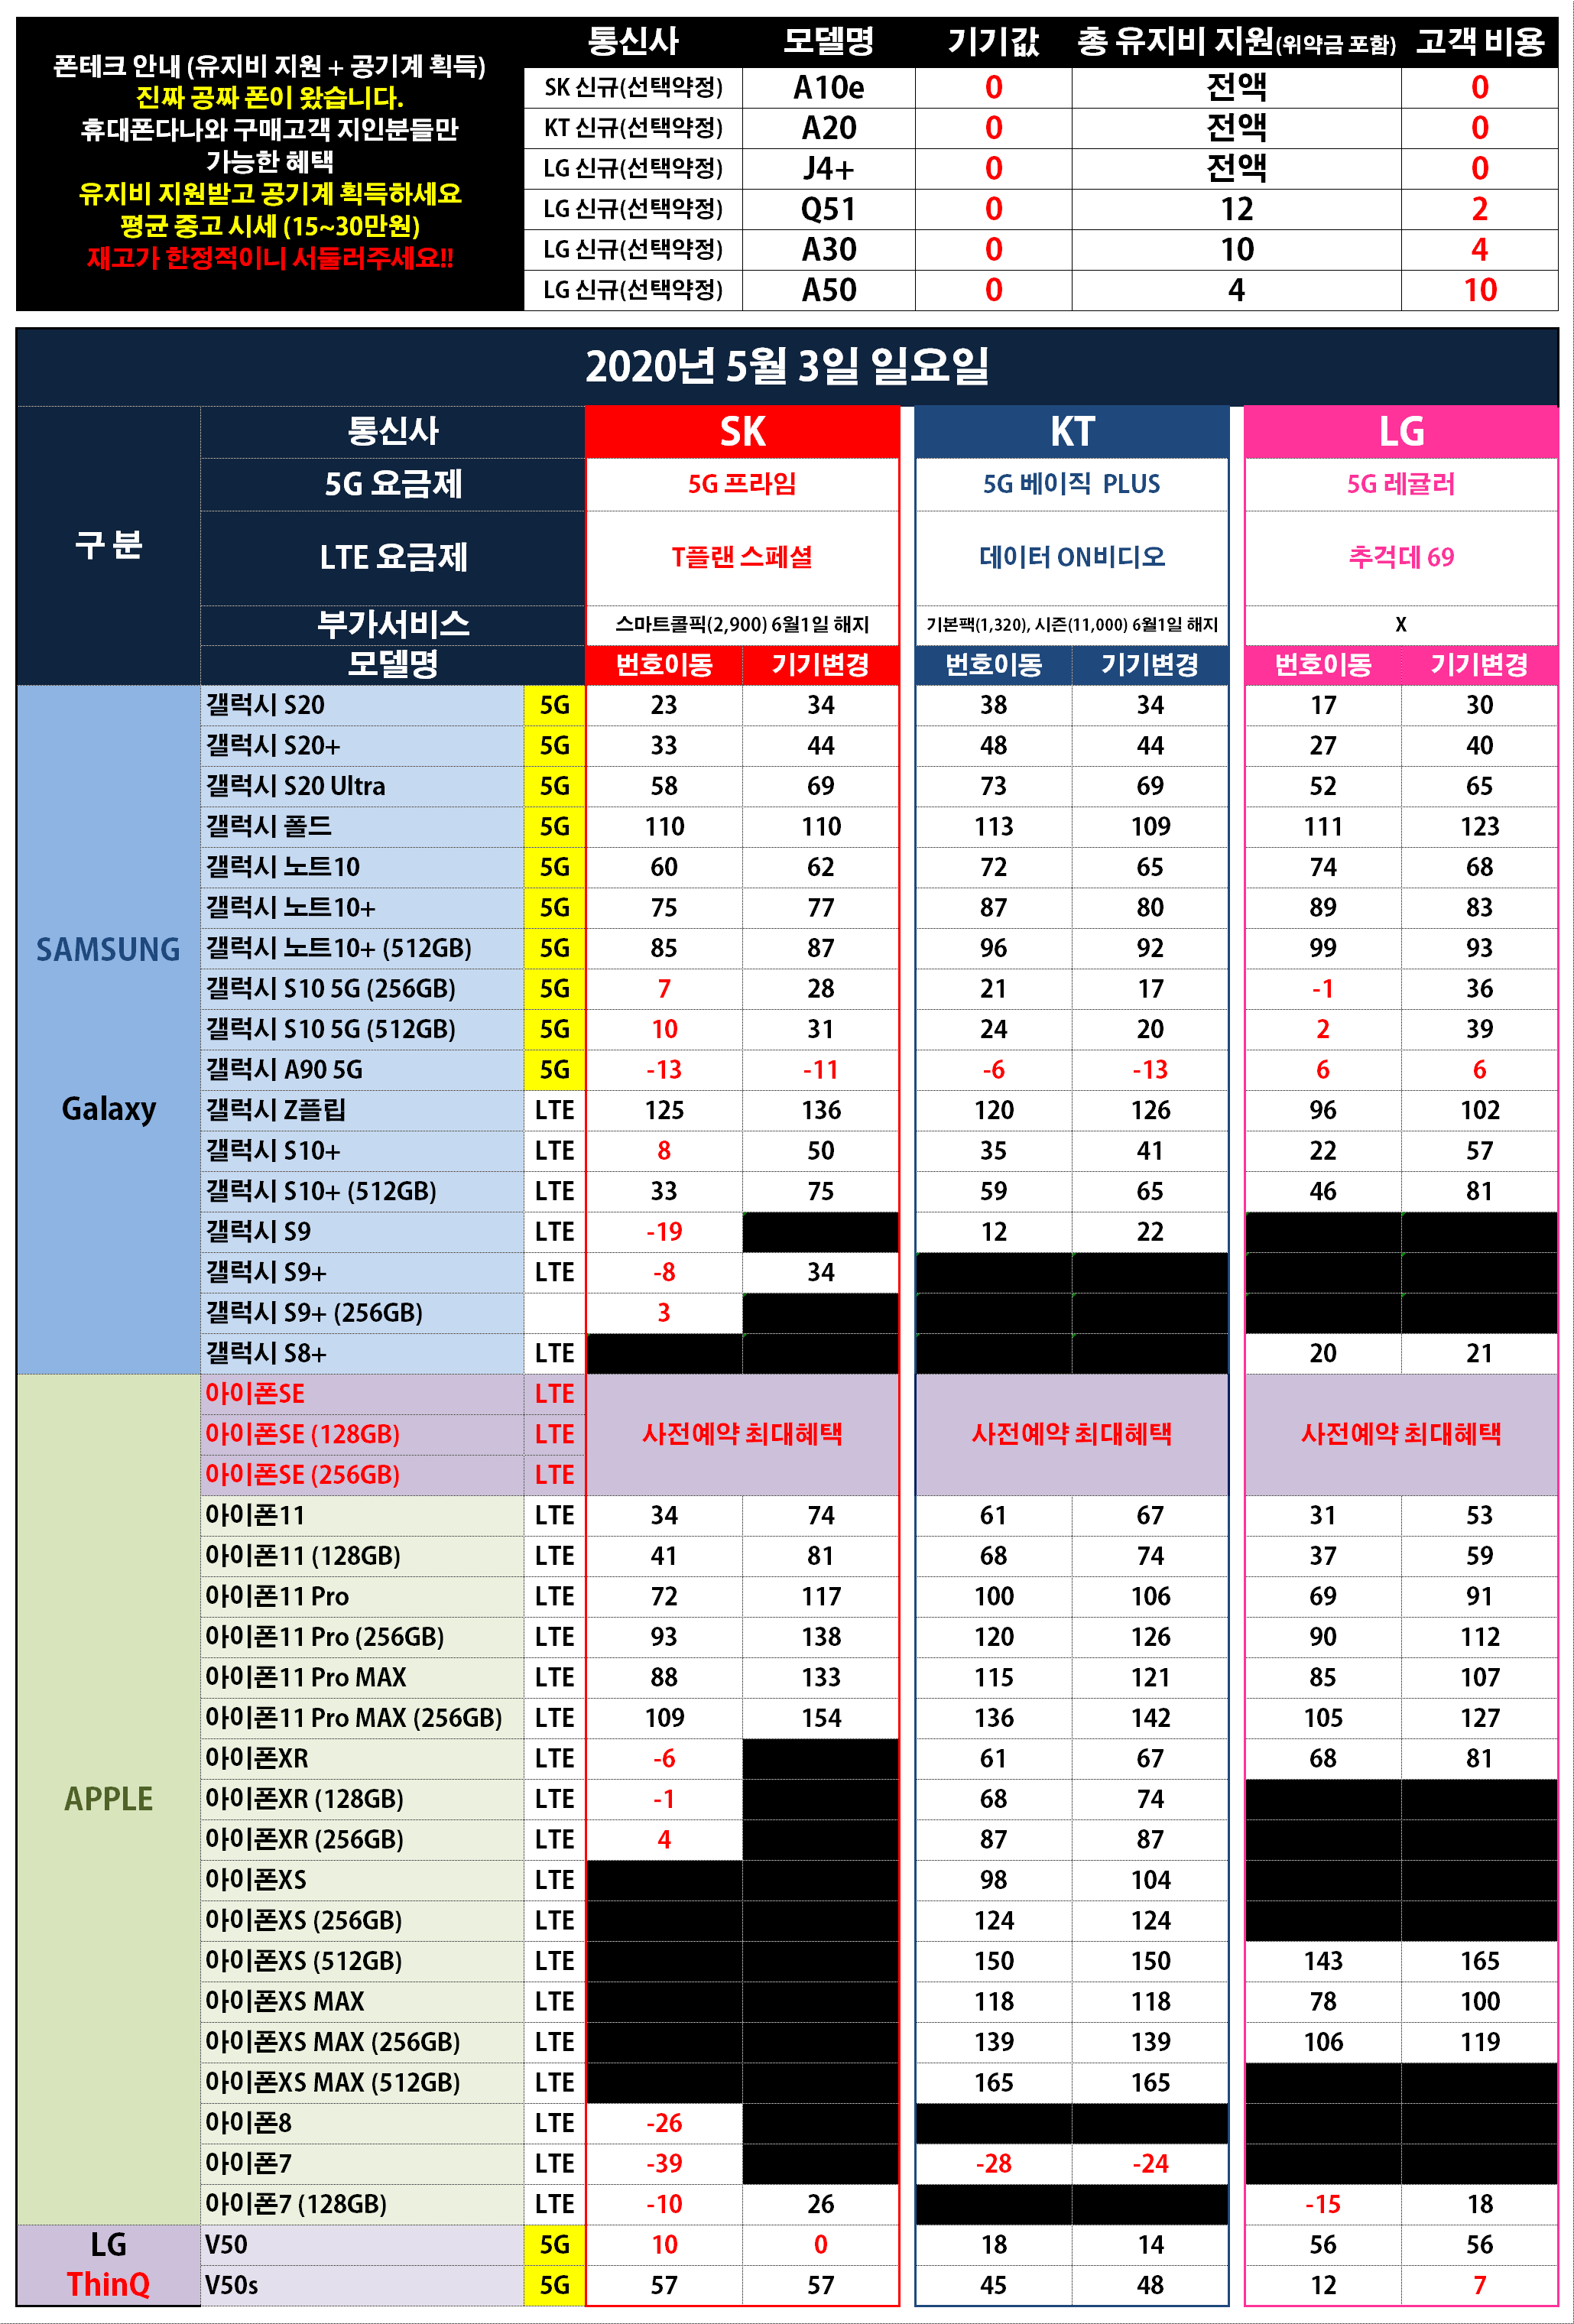 폰테크 안내 (유지비 지원 + 공기계 획득)
진짜 공짜 폰이 왔습니다.
휴대폰다나와 구매고객 지인분들만
가능한 혜택
유지비 지원받고 공기계 획득하세요
평균 중고 시세 (15~30만원)
재고가 한정적이니 서둘러주세요!!
통신사 모델명 기기값 총 유지비 지원(위약금 포함) 고객 비용
SK 신규(선택약정) A10e 0 전액 0
KT 신규(선택약정) A20 0 전액 0
LG 신규(선택약정) J4+ 0 전액 0
LG 신규(선택약정) Q51 0 12 2
LG 신규(선택약정) A30 0 10 4
LG 신규(선택약정) A50 0 4 10
2020년 5월 3일 일요일
구 분
통신사 SK KT LG
5G 요금제 5G 프라임 5G 베이직 PLUS 5G 레귤러
LTE 요금제 T플랜 스페셜 데이터 ON비디오 추걱데 69
부가서비스 스마트콜픽(2,900) 6월1일 해지 기본팩(1,320), 시즌(11,000) 6월1일 해지 X
모델명 번호이동 기기변경 번호이동 기기변경 번호이동 기기변경
SAMSUNG
Galaxy
갤럭시 S20 5G 23 34 38 34 17 30
갤럭시 S20+ 5G 33 44 48 44 27 40
갤럭시 S20 Ultra 5G 58 69 73 69 52 65
갤럭시 폴드 5G 110 110 113 109 111 123
갤럭시 노트10 5G 60 62 72 65 74 68
갤럭시 노트10+ 5G 75 77 87 80 89 83
갤럭시 노트10+ (512GB) 5G 85 87 96 92 99 93
갤럭시 S10 5G (256GB) 5G 7 28 21 17 -1 36
갤럭시 S10 5G (512GB) 5G 10 31 24 20 2 39
갤럭시 A90 5G 5G -13 -11 -6 -13 6 6
갤럭시 Z플립 LTE 125 136 120 126 96 102
갤럭시 S10+ LTE 8 50 35 41 22 57
갤럭시 S10+ (512GB) LTE 33 75 59 65 46 81
갤럭시 S9 LTE -19 12 22
갤럭시 S9+ LTE -8 34
갤럭시 S9+ (256GB) 3
갤럭시 S8+ LTE 20 21
APPLE
아이폰SE LTE
아이폰SE (128GB) LTE 사전예약 최대혜택 사전예약 최대혜택 사전예약 최대혜택
아이폰SE (256GB) LTE
아이폰11 LTE 34 74 61 67 31 53
아이폰11 (128GB) LTE 41 81 68 74 37 59
아이폰11 Pro LTE 72 117 100 106 69 91
아이폰11 Pro (256GB) LTE 93 138 120 126 90 112
아이폰11 Pro MAX LTE 88 133 115 121 85 107
아이폰11 Pro MAX (256GB) LTE 109 154 136 142 105 127
아이폰XR LTE -6 61 67 68 81
아이폰XR (128GB) LTE -1 68 74
아이폰XR (256GB) LTE 4 87 87
아이폰XS LTE 98 104
아이폰XS (256GB) LTE 124 124
아이폰XS (512GB) LTE 150 150 143 165
아이폰XS MAX LTE 118 118 78 100
아이폰XS MAX (256GB) LTE 139 139 106 119
아이폰XS MAX (512GB) LTE 165 165
아이폰8 LTE -26
아이폰7 LTE -39 -28 -24
아이폰7 (128GB) LTE -10 26 -15 18
LG
ThinQ
V50 5G 10 0 18 14 56 56
V50s 5G 57 57 45 48 12 7